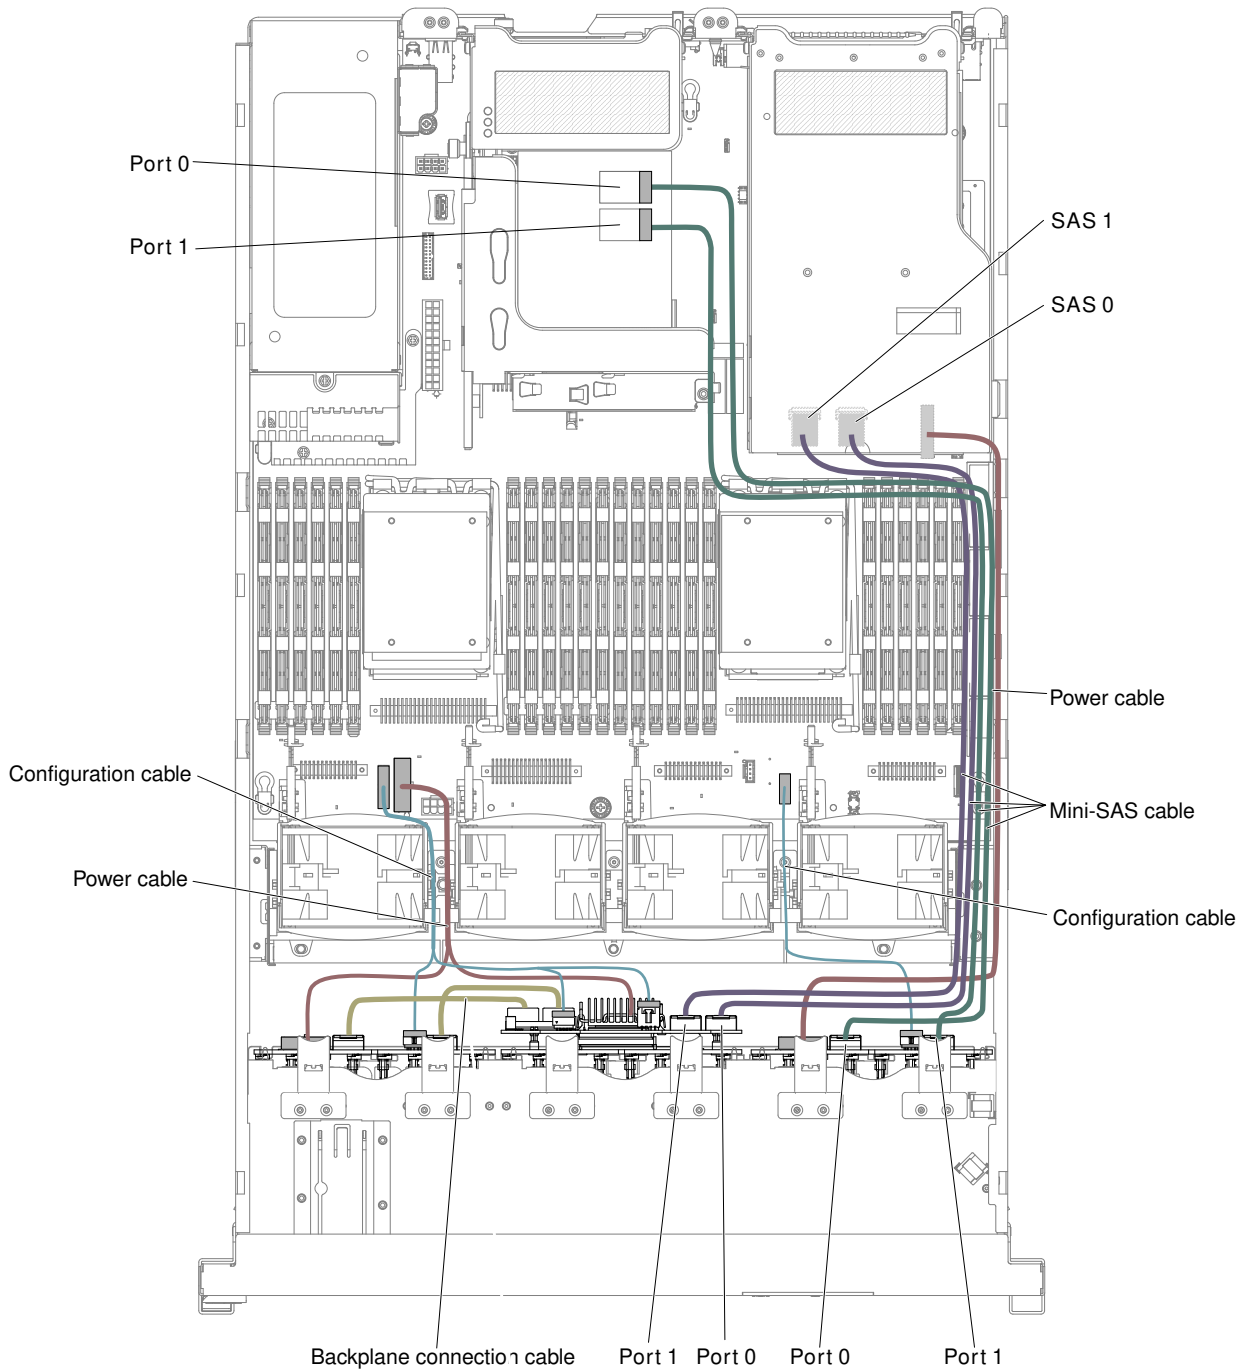 Port 0
SAS 1
Port 1
SAS 0
Power cable
Configuration cable
Mini-SAS cable
Power cable
Configuration cable
Backplane connection cable
Port 1
Port 0
Port 0
Port 1